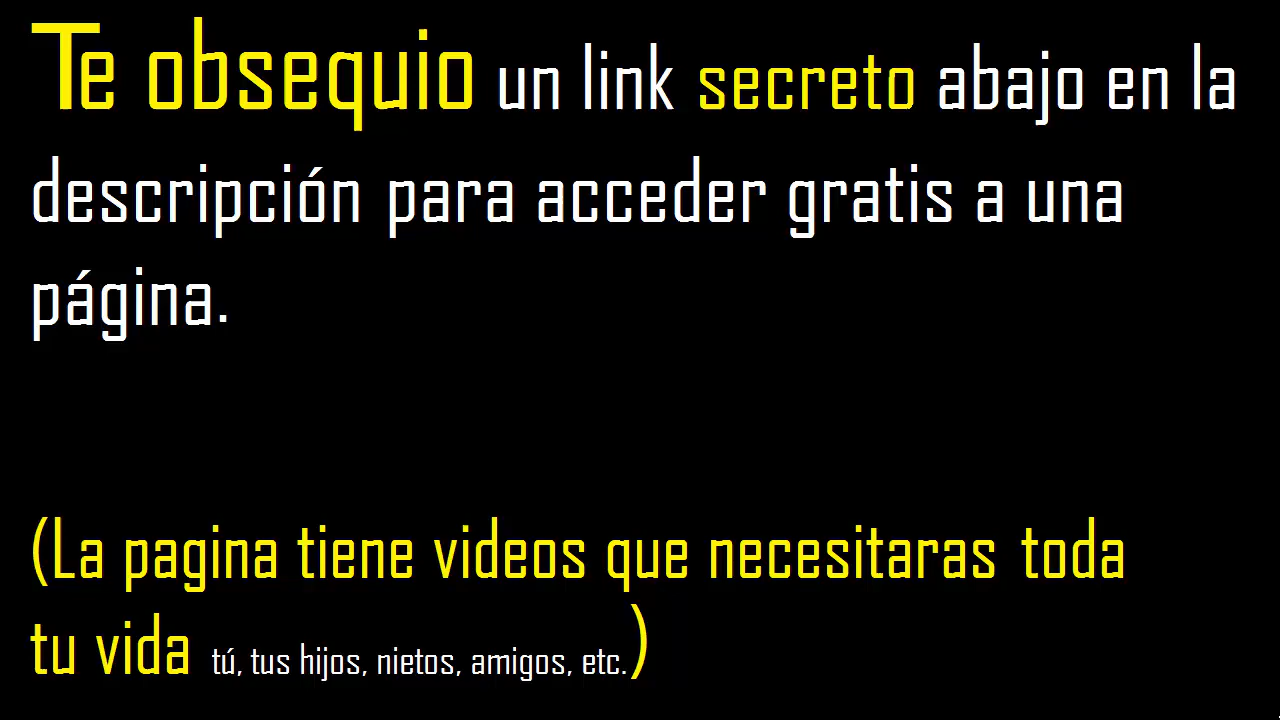 Te obsequio un link secreto abajo en la
descripción para acceder gratis a una
página.
(La pagina tiene videos que necesitaras toda
tu vida tú, tus hijos, nietos, amigos, etc.)